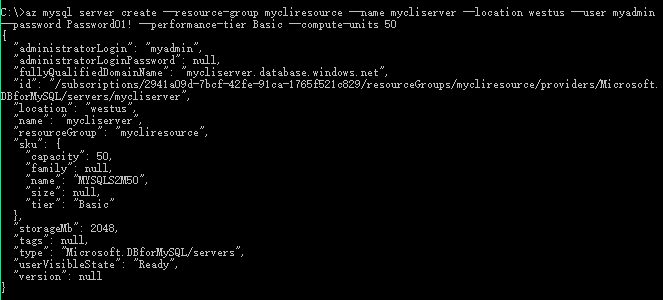 C:\>az mysql server create --resource-group mycliresource --name mycliserver --location westus --user myadmin
--password Password01! --performance-tier Basic --compute-units 50
{
  "administratorLogin": "myadmin",
  "administratorLoginPassword": null,
  "fullyQualifiedDomainName": "mycliserver.database.windows.net",
  "id": "/subscriptions/2941a09d-7bcf-42fe-91ca-1765f521c829/resourceGroups/mycliresource/providers/Microsoft.
DBforMySQL/servers/mycliserver",
  "location": "westus",
  "name": "mycliserver",
  "resourceGroup": "mycliresource",
  "sku": {
    "capacity": 50,
    "family": null,
    "name": "MYSQLS2M50",
    "size": null,
    "tier": "Basic"
  },
  "storageMb": 2048,
  "tags": null,
  "type": "Microsoft.DBforMySQL/servers",
  "userVisibleState": "Ready",
  "version": null
}